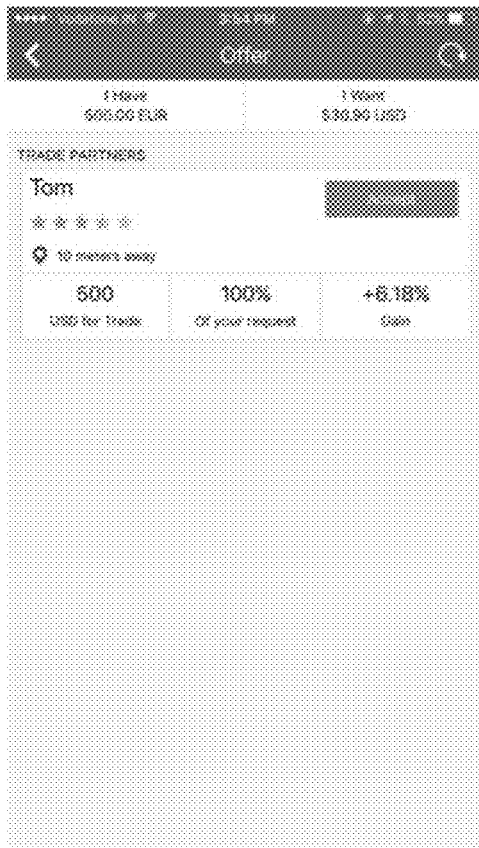 Offer
I Have
I Want
500.00 EUR
530.90 USD
TRADE PARTNERS
Tom
10 meters away
500
100%
+6.18%
USD for Trade
Of your request
Gain